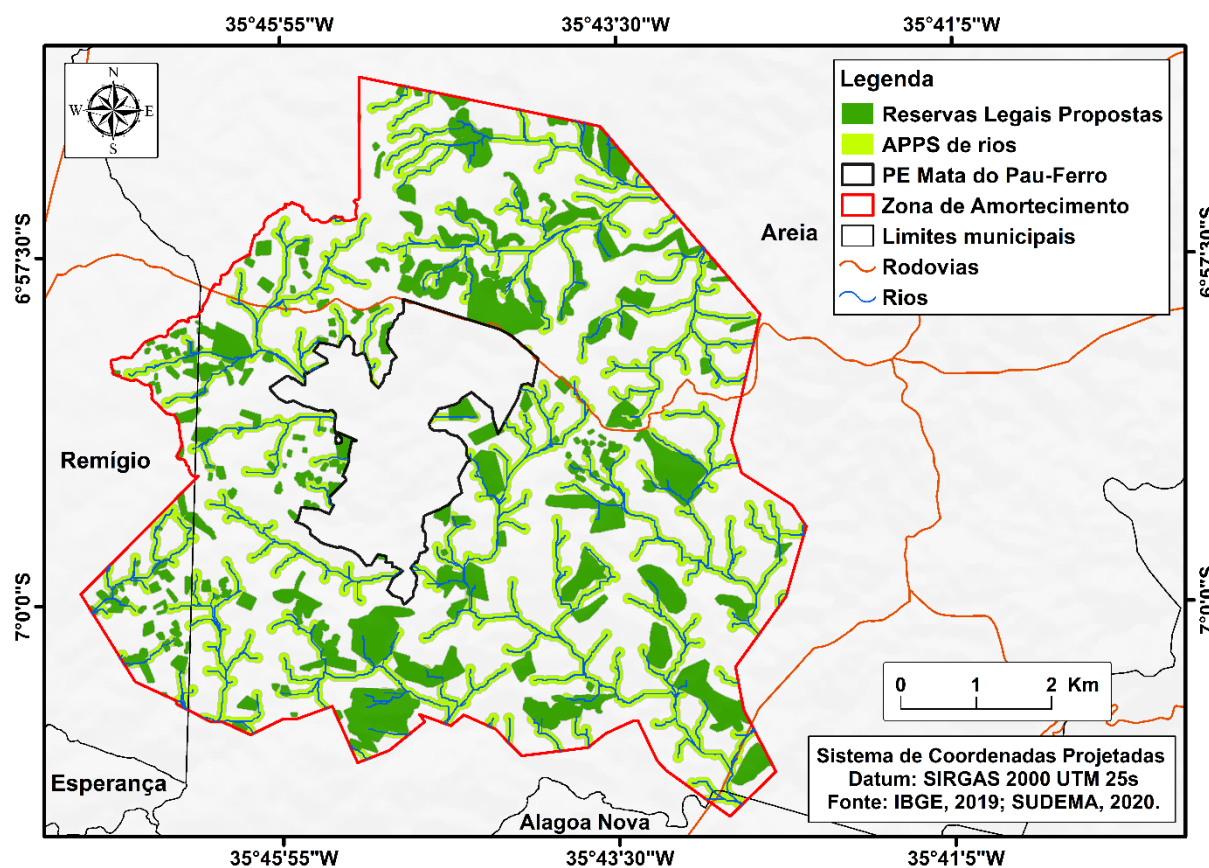 35°45'55"W
35°43'30"W
35°41'5"W
N
W
E
S
Legenda
Reservas Legais Propostas
APPS de rios
PE Mata do Pau-Ferro
Zona de Amortecimento
Limites municipais
Rodovias
Rios
6°57'30"S
6°57'30"S
Areia
Remígio
7°0'0"S
7°0'0"S
0 1 2 Km
Sistema de Coordenadas Projetadas
Datum: SIRGAS 2000 UTM 25s
Fonte: IBGE, 2019; SUDEMA, 2020.
Esperança
Alagoa Nova
35°45'55"W
35°43'30"W
35°41'5"W